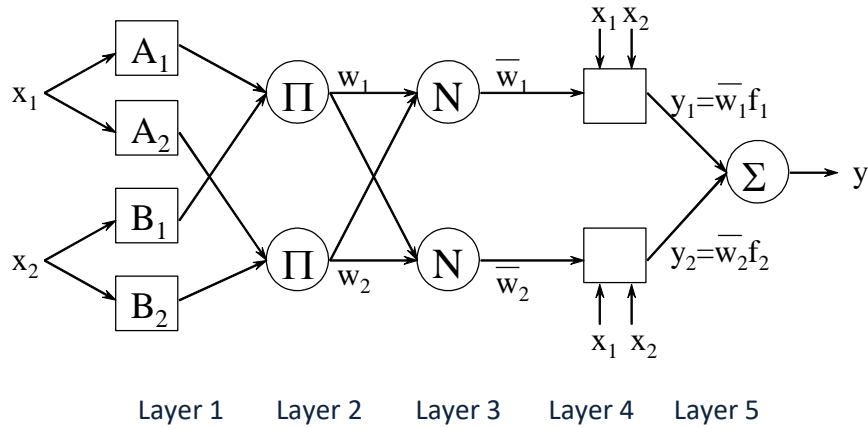 x₁ x₂
A₁
w₁ w̅₁
x₁ Π N y₁=w̅₁f₁
A₂
Σ y
B₁
x₂ Π N y₂=w̅₂f₂
w₂ w̅₂
B₂
x₁ x₂
Layer 1 Layer 2 Layer 3 Layer 4 Layer 5